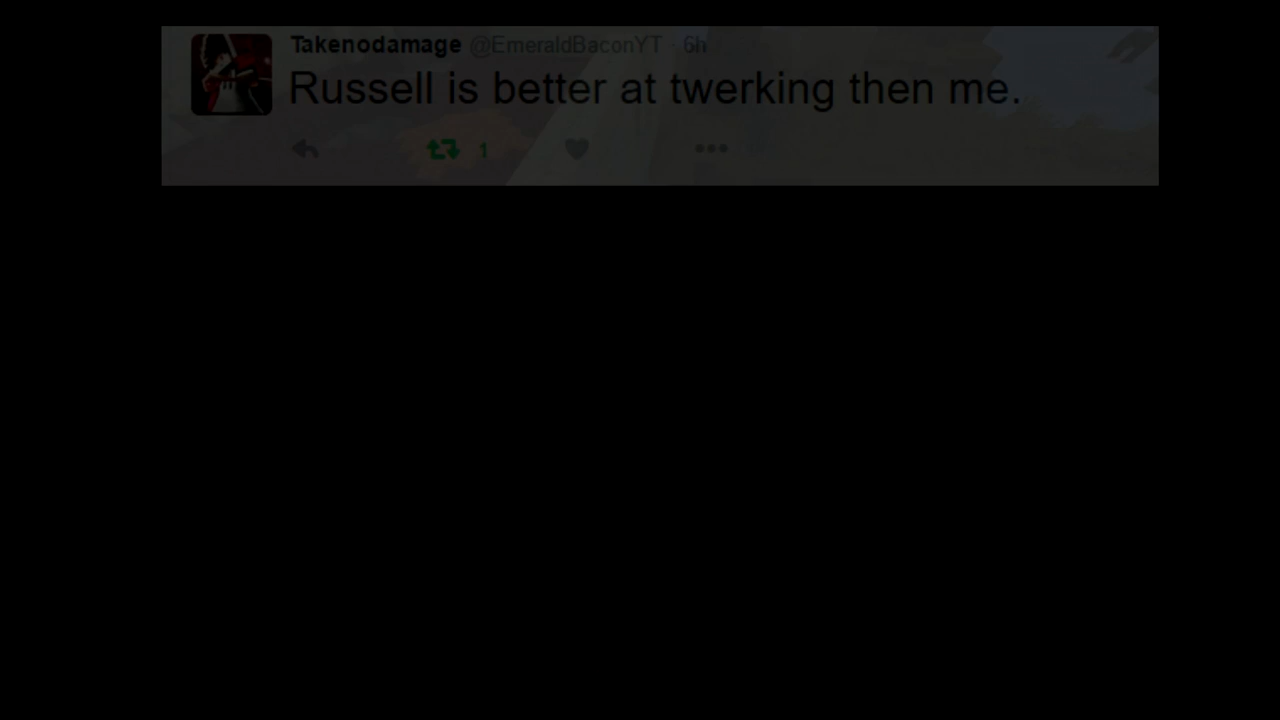 Takenodamage @EmeraldBaconYT · 6h
Russell is better at twerking then me.
1